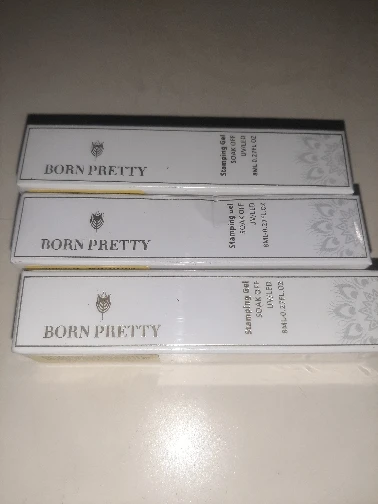 BORN PRETTY
Stamping Gel
SOAK OFF
UV/LED
8ML-0.27FL OZ
BORN PRETTY
Stamping Gel
SOAK OFF
UV/LED
8ML-0.27FL OZ
BORN PRETTY
Stamping Gel
SOAK OFF
UV/LED
8ML-0.27FL OZ